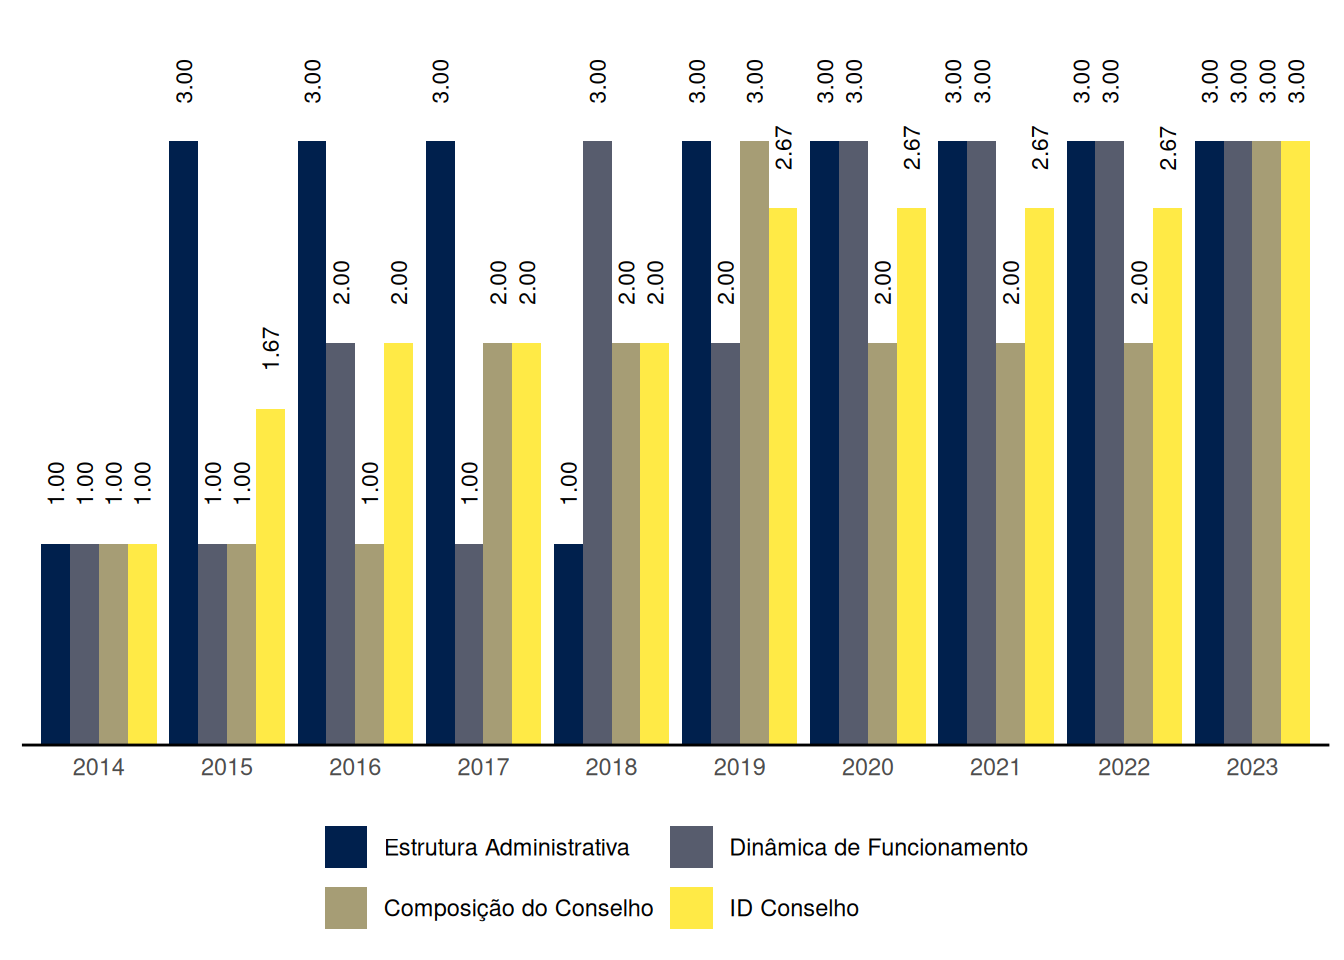 3.00 3.00 3.00 3.00 3.00 3.00 3.00 3.00 3.00 3.00 3.00 3.00 3.00 3.00 3.00 3.00
2.67 2.67 2.67 2.67
2.00 2.00 2.00 2.00 2.00 2.00 2.00 2.00 2.00 2.00
1.67
1.00 1.00 1.00 1.00 1.00 1.00 1.00 1.00 1.00
2014 2015 2016 2017 2018 2019 2020 2021 2022 2023
Estrutura Administrativa Dinâmica de Funcionamento
Composição do Conselho ID Conselho